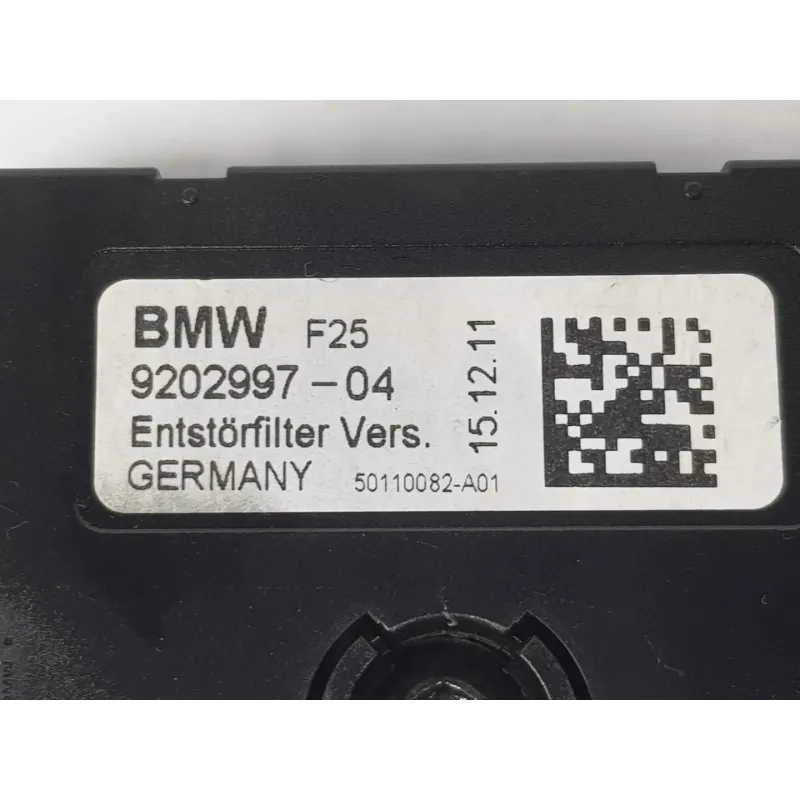 BMW F25
9202997-04
Entstörfilter Vers.
GERMANY 50110082-A01
15.12.11